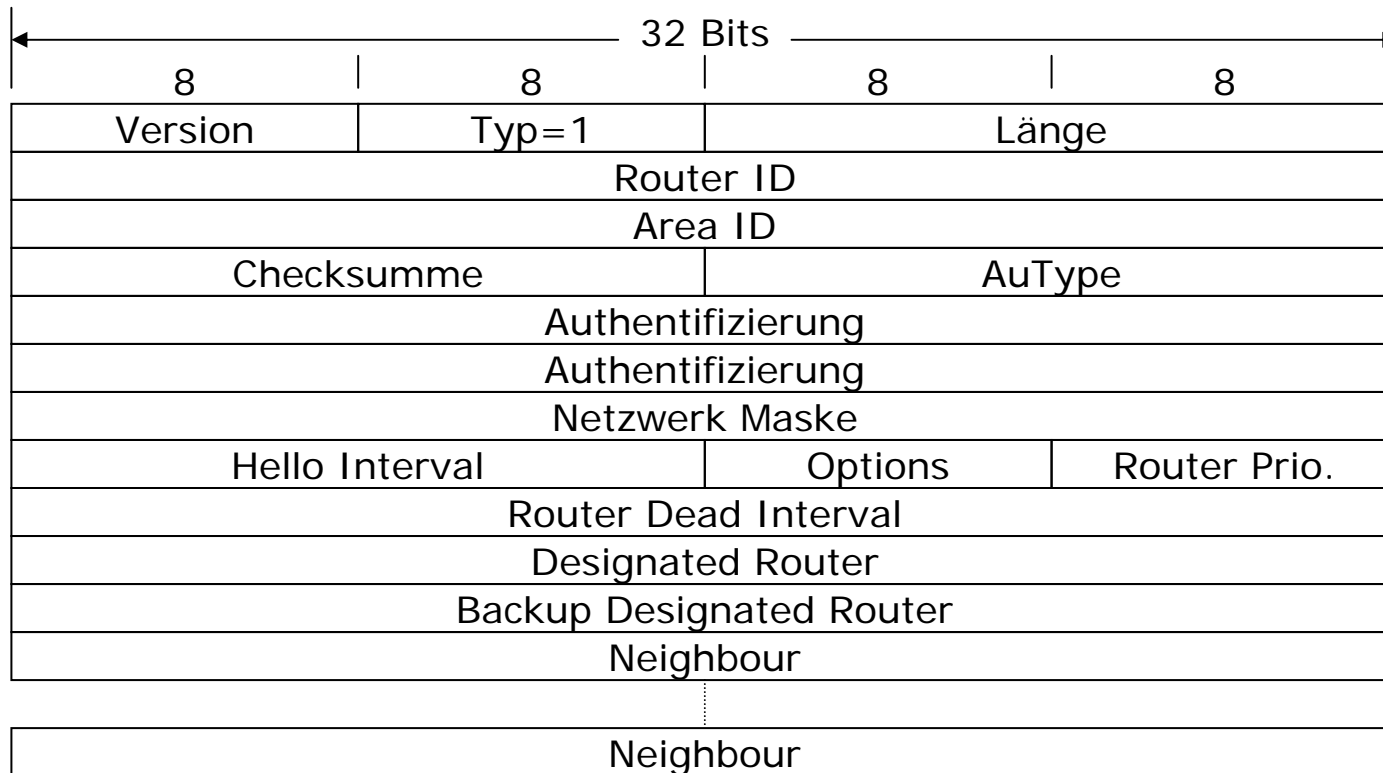 32 Bits
8 8 8 8
Version Typ=1 Länge
Router ID
Area ID
Checksumme AuType
Authentifizierung
Authentifizierung
Netzwerk Maske
Hello Interval Options Router Prio.
Router Dead Interval
Designated Router
Backup Designated Router
Neighbour
Neighbour